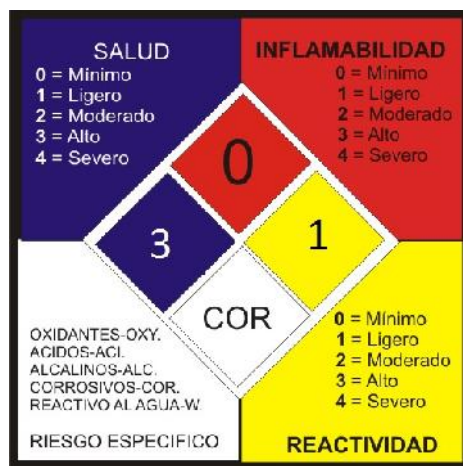 SALUD
0 = Mínimo
1 = Ligero
2 = Moderado
3 = Alto
4 = Severo
INFLAMABILIDAD
0 = Mínimo
1 = Ligero
2 = Moderado
3 = Alto
4 = Severo
0
3
1
COR
OXIDANTES-OXY.
ACIDOS-ACI.
ALCALINOS-ALC.
CORROSIVOS-COR.
REACTIVO AL AGUA-W.
RIESGO ESPECIFICO
0 = Mínimo
1 = Ligero
2 = Moderado
3 = Alto
4 = Severo
REACTIVIDAD